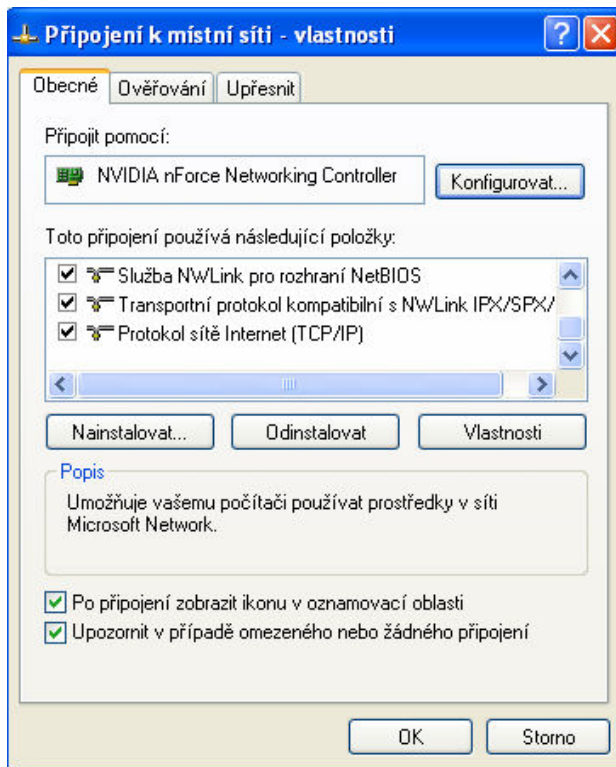 Připojení k místní síti - vlastnosti
Obecné Ověřování Upřesnit
Připojit pomocí:
NVIDIA nForce Networking Controller Konfigurovat...
Toto připojení používá následující položky:
Služba NWLink pro rozhraní NetBIOS
Transportní protokol kompatibilní s NWLink IPX/SPX/
Protokol sítě Internet (TCP/IP)
Nainstalovat... Odinstalovat Vlastnosti
Popis
Umožňuje vašemu počítači používat prostředky v síti
Microsoft Network.
Po připojení zobrazit ikonu v oznamovací oblasti
Upozornit v případě omezeného nebo žádného připojení
OK Storno